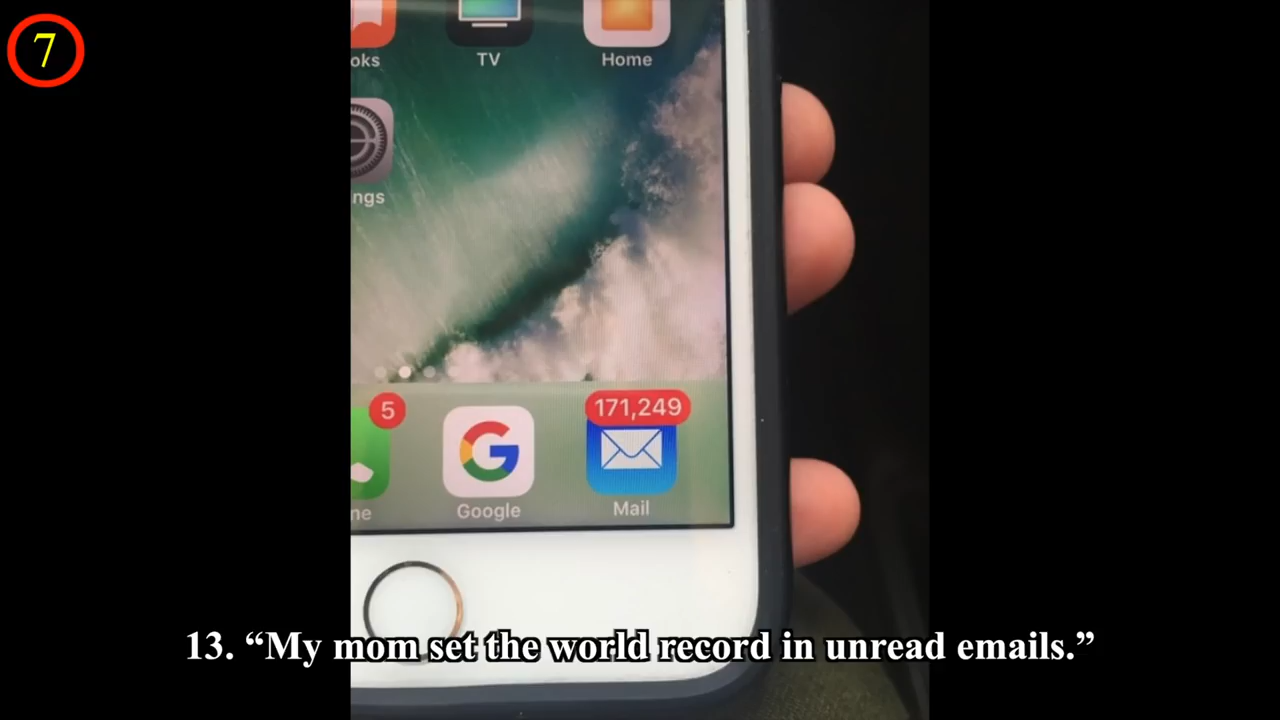 7
oks
TV
Home
ngs
5
171,249
ne
Google
Mail
13. “My mom set the world record in unread emails.”